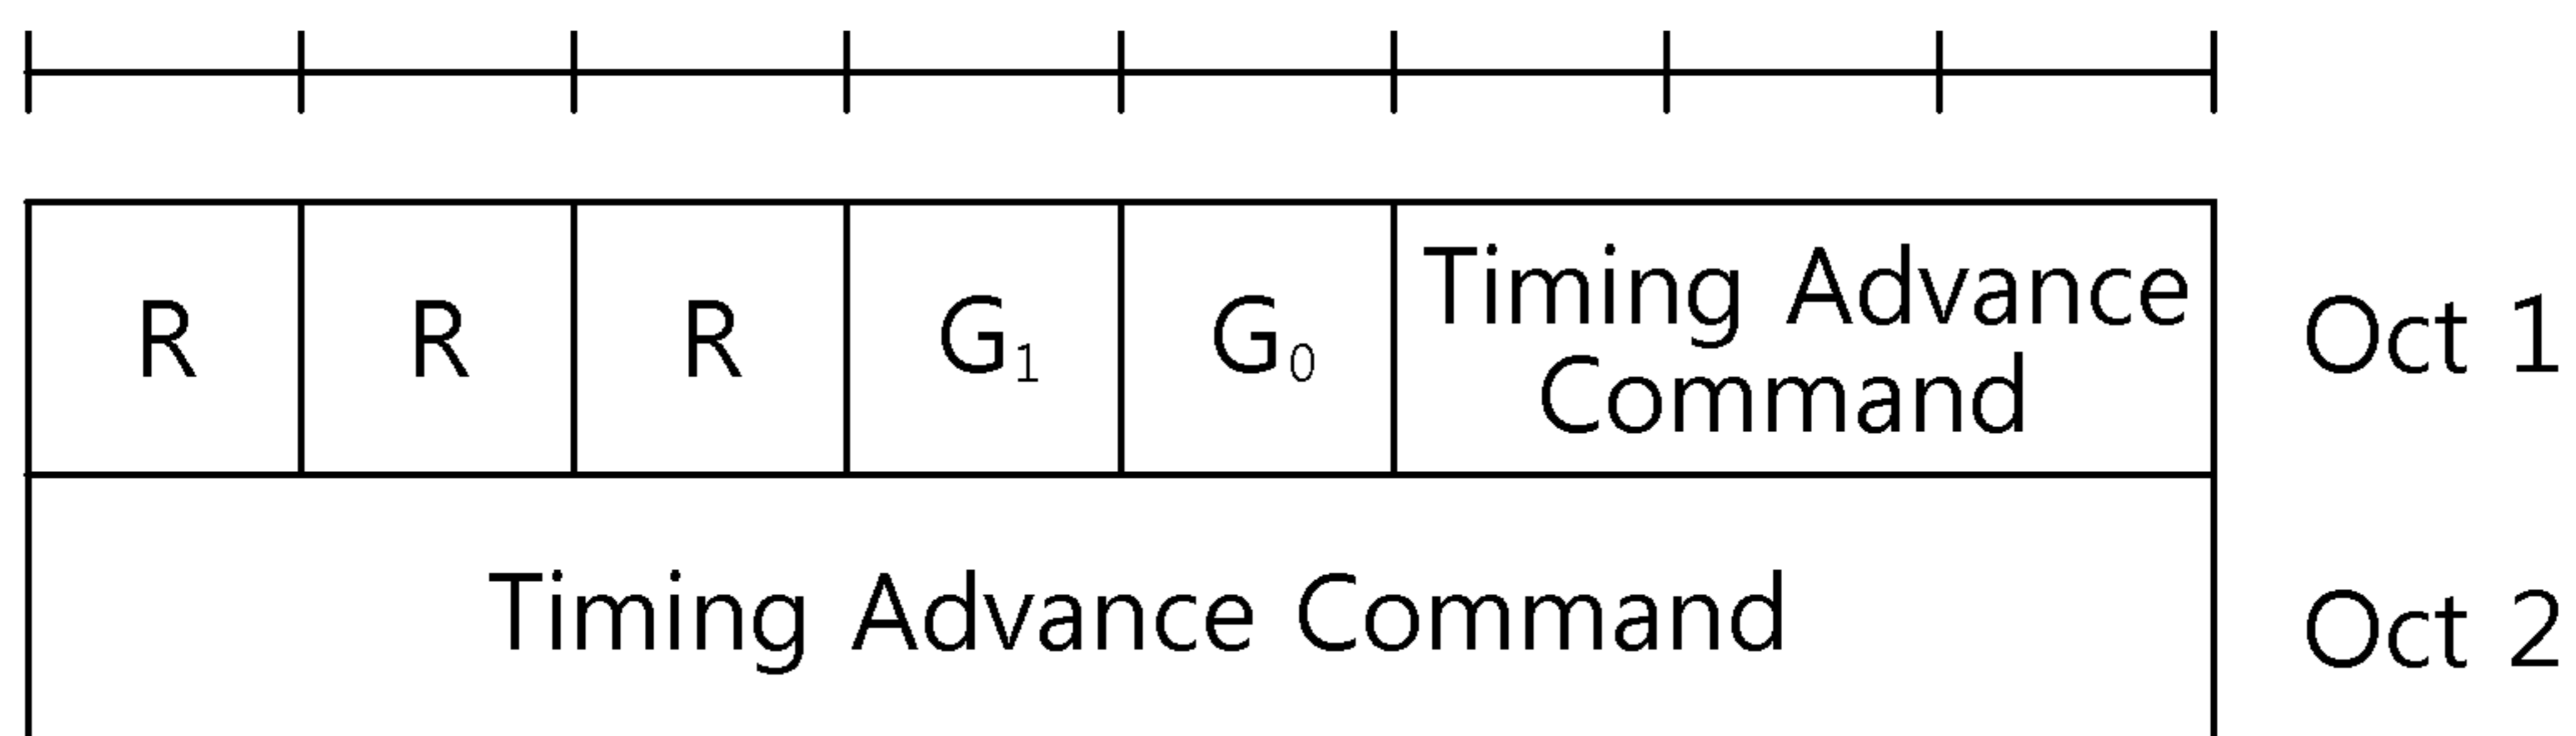 R R R G₁ G₀ Timing Advance Command Oct 1
Timing Advance Command Oct 2